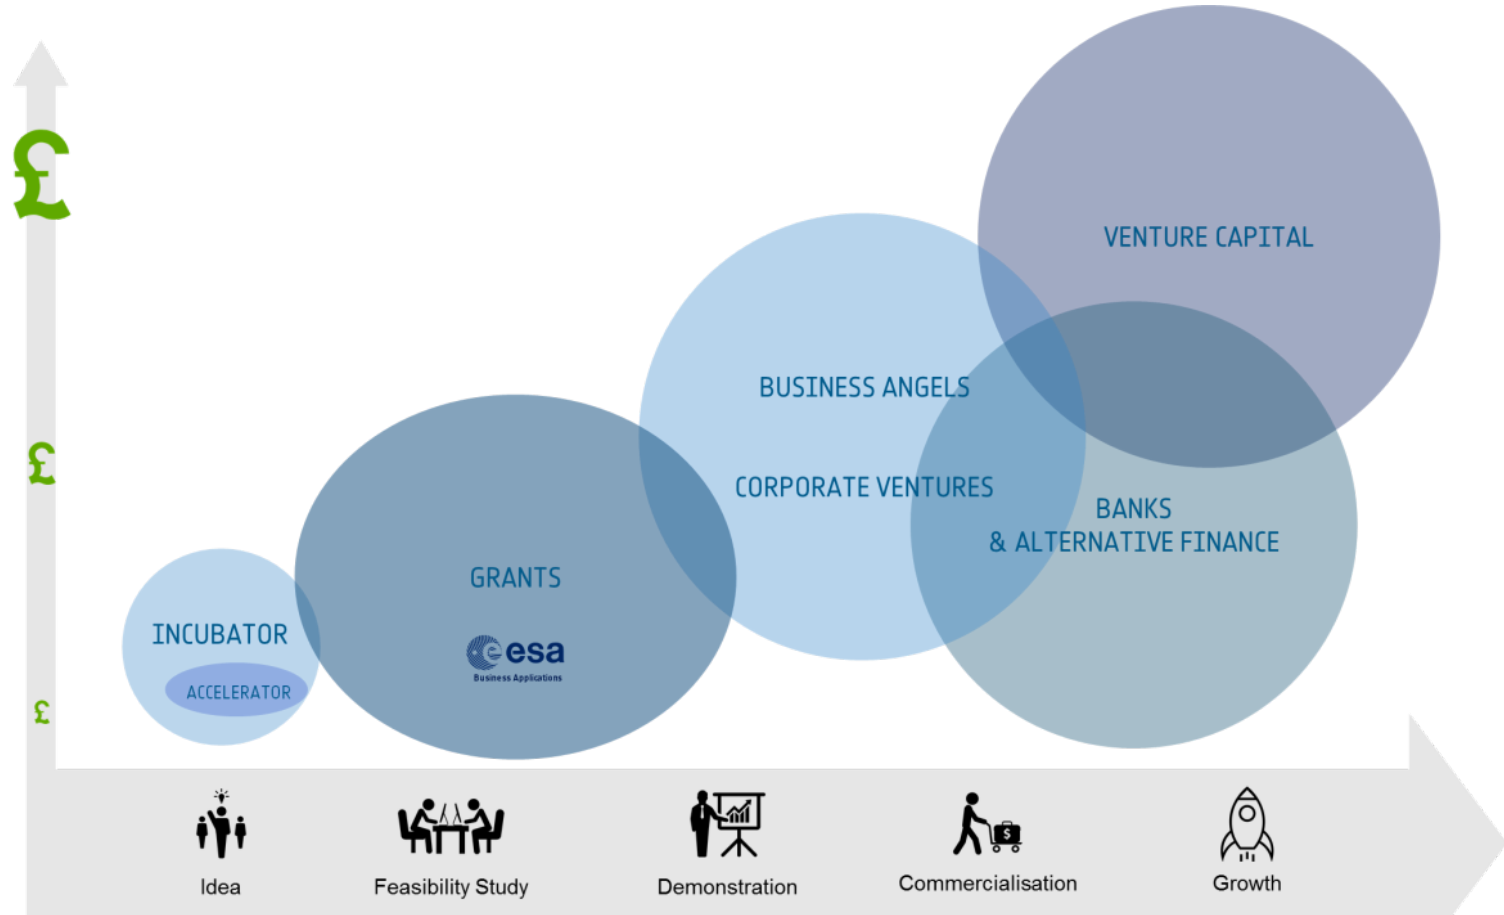 £
£
£
VENTURE CAPITAL
BUSINESS ANGELS
CORPORATE VENTURES
BANKS
& ALTERNATIVE FINANCE
GRANTS
esa
Business Applications
INCUBATOR
ACCELERATOR
$
Idea
Feasibility Study
Demonstration
Commercialisation
Growth